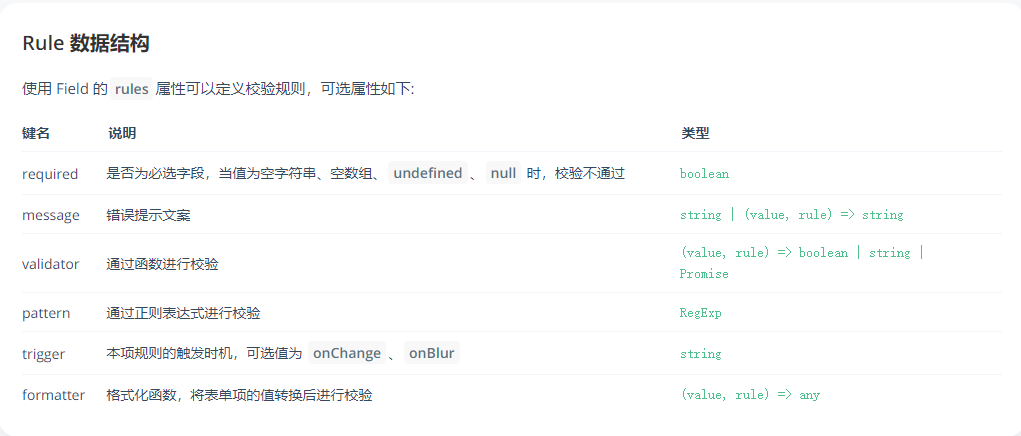 Rule 数据结构
使用 Field 的 rules 属性可以定义校验规则，可选属性如下:
键名 说明 类型
required 是否为必选字段，当值为空字符串、空数组、 undefined 、 null 时，校验不通过 boolean
message 错误提示文案 string | (value, rule) => string
validator 通过函数进行校验 (value, rule) => boolean | string |
Promise
pattern 通过正则表达式进行校验 RegExp
trigger 本项规则的触发时机，可选值为 onChange 、 onBlur string
formatter 格式化函数，将表单项的值转换后进行校验 (value, rule) => any